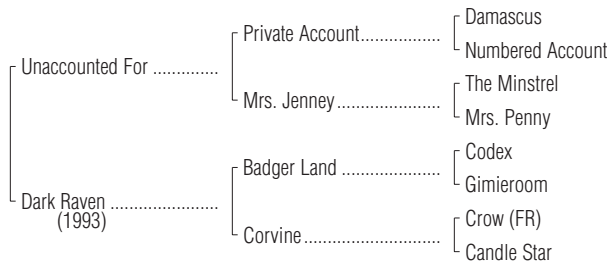 Damascus
Private Account
Numbered Account
Unaccounted For
The Minstrel
Mrs. Jenney
Mrs. Penny
Codex
Badger Land
Gimieroom
Dark Raven
(1993)
Crow (FR)
Corvine
Candle Star